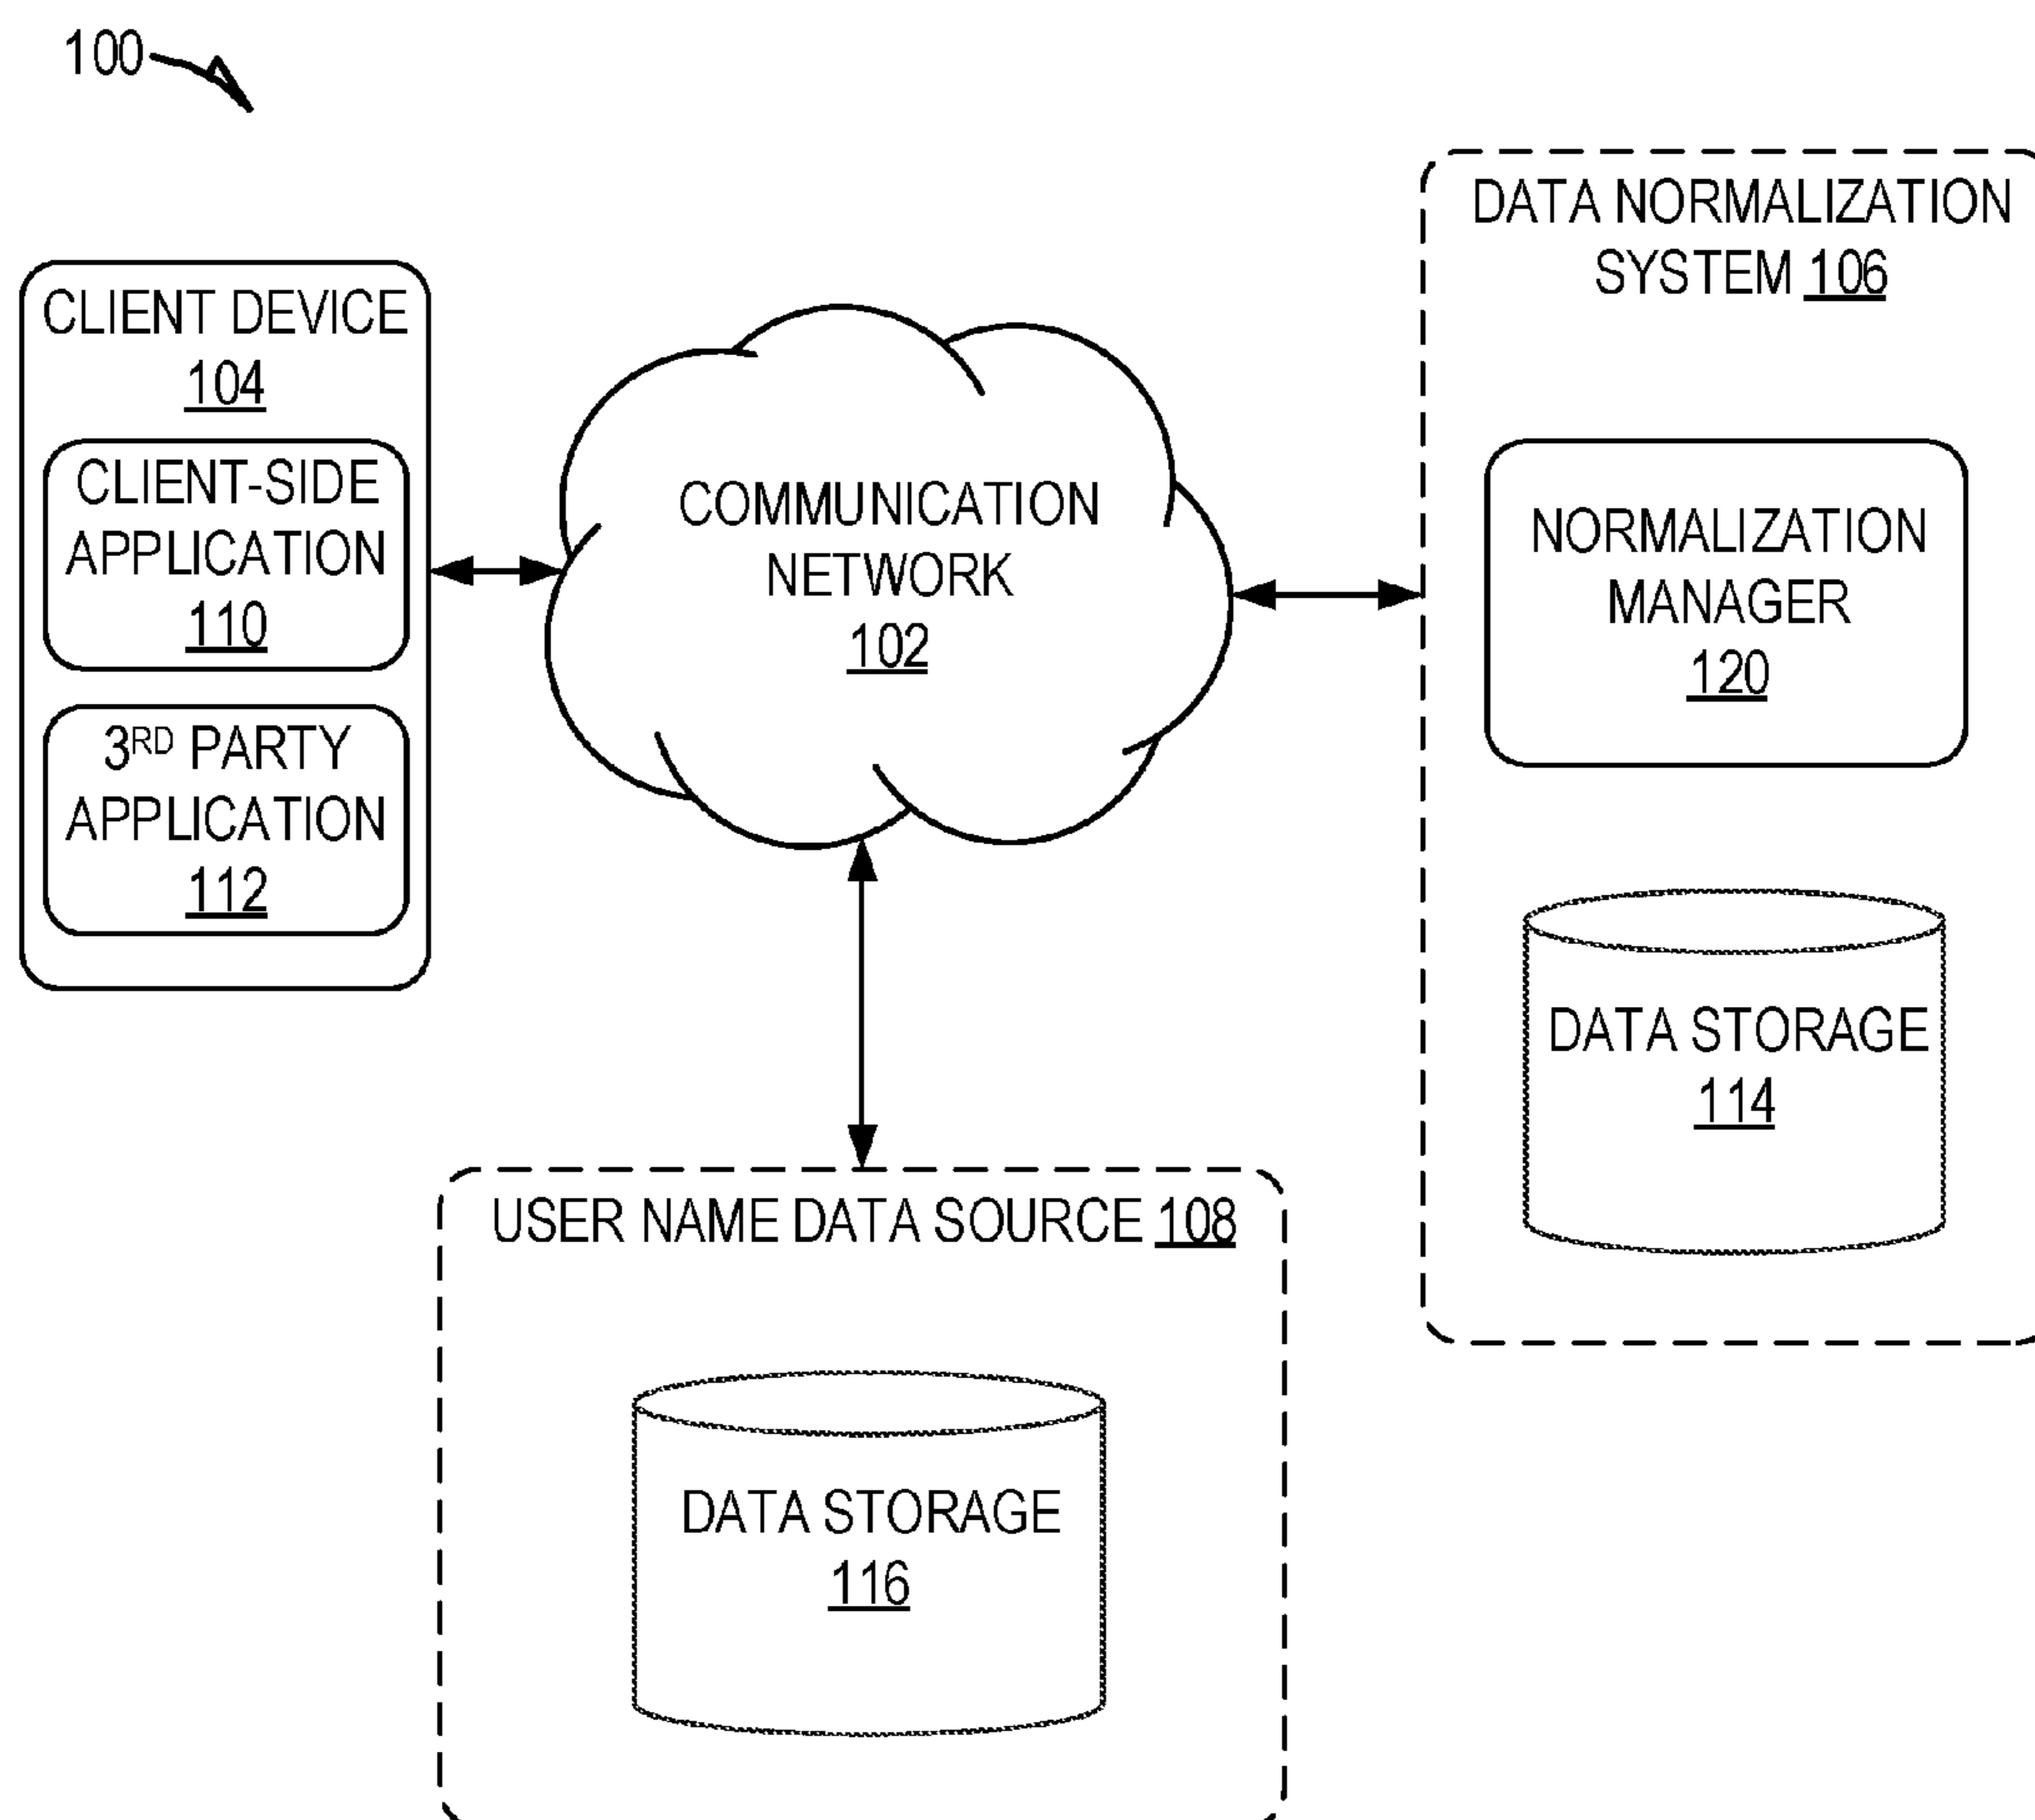 100
DATA NORMALIZATION
SYSTEM 106
CLIENT DEVICE
104
CLIENT-SIDE
APPLICATION
110
3RD PARTY
APPLICATION
112
COMMUNICATION
NETWORK
102
NORMALIZATION
MANAGER
120
DATA STORAGE
114
USER NAME DATA SOURCE 108
DATA STORAGE
116